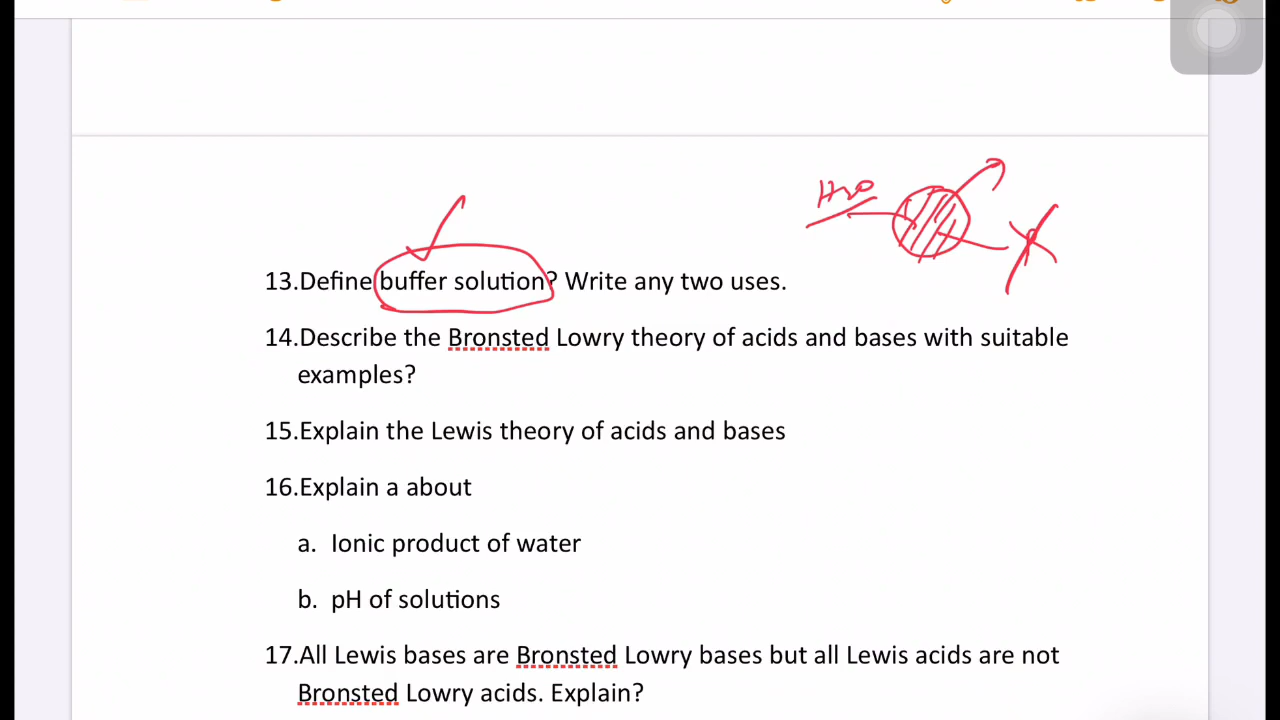 H2O
13.Define buffer solution? Write any two uses.
14.Describe the Bronsted Lowry theory of acids and bases with suitable
examples?
15.Explain the Lewis theory of acids and bases
16.Explain a about
a. Ionic product of water
b. pH of solutions
17.All Lewis bases are Bronsted Lowry bases but all Lewis acids are not
Bronsted Lowry acids. Explain?